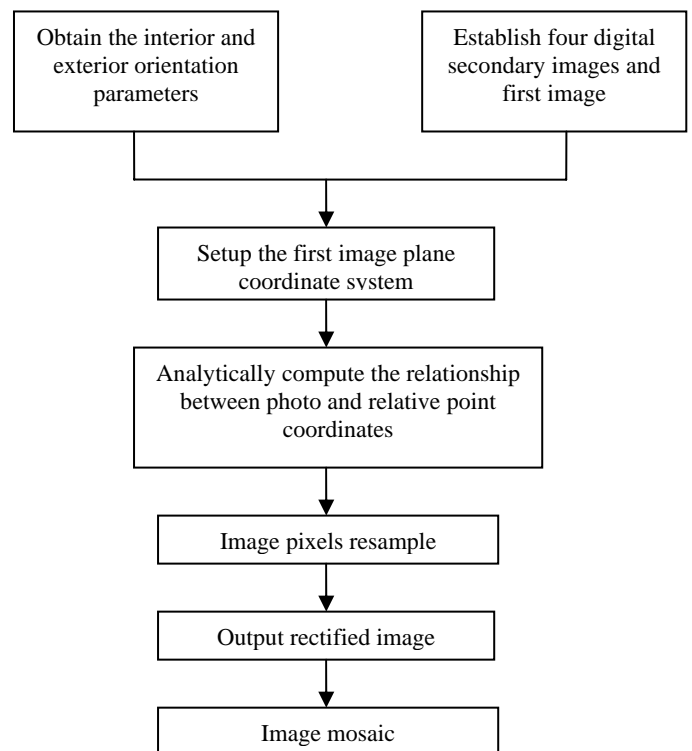 Obtain the interior and
exterior orientation
parameters
Establish four digital
secondary images and
first image
Setup the first image plane
coordinate system
Analytically compute the relationship
between photo and relative point
coordinates
Image pixels resample
Output rectified image
Image mosaic